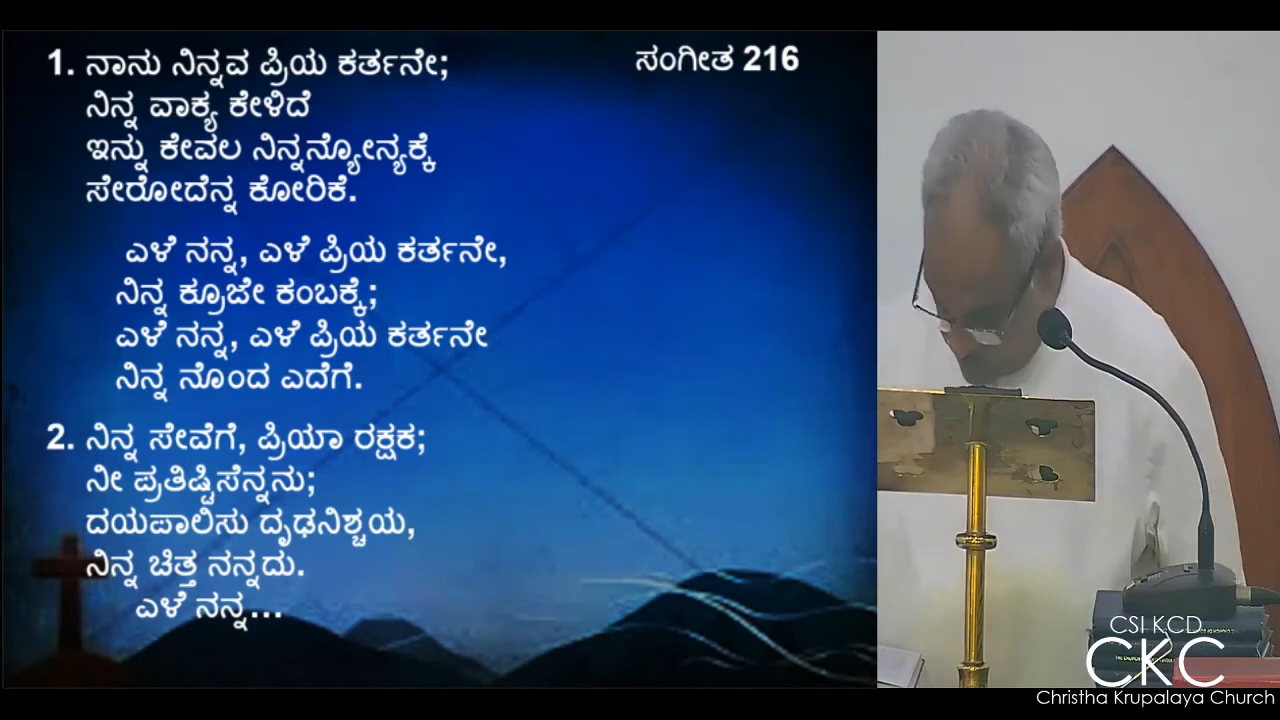 ಸಂಗೀತ 216
1. ನಾನು ನಿನ್ನವ ಪ್ರಿಯ ಕರ್ತನೇ;
ನಿನ್ನ ವಾಕ್ಯ ಕೇಳಿದೆ
ಇನ್ನು ಕೇವಲ ನಿನ್ನನ್ಯೋನ್ಯಕ್ಕೆ
ಸೇರೋದೆನ್ನ ಕೋರಿಕೆ.
ಎಳೆ ನನ್ನ, ಎಳೆ ಪ್ರಿಯ ಕರ್ತನೇ,
ನಿನ್ನ ಕ್ರೂಜೇ ಕಂಬಕ್ಕೆ;
ಎಳೆ ನನ್ನ, ಎಳೆ ಪ್ರಿಯ ಕರ್ತನೇ
ನಿನ್ನ ನೊಂದ ಎದೆಗೆ.
2. ನಿನ್ನ ಸೇವೆಗೆ, ಪ್ರಿಯಾ ರಕ್ಷಕ;
ನೀ ಪ್ರತಿಷ್ಟಿಸೆನ್ನನು;
ದಯಪಾಲಿಸು ದೃಢನಿಶ್ಚಯ,
ನಿನ್ನ ಚಿತ್ತ ನನ್ನದು.
ಎಳೆ ನನ್ನ...
CSI KCD
CKC
Christha Krupalaya Church